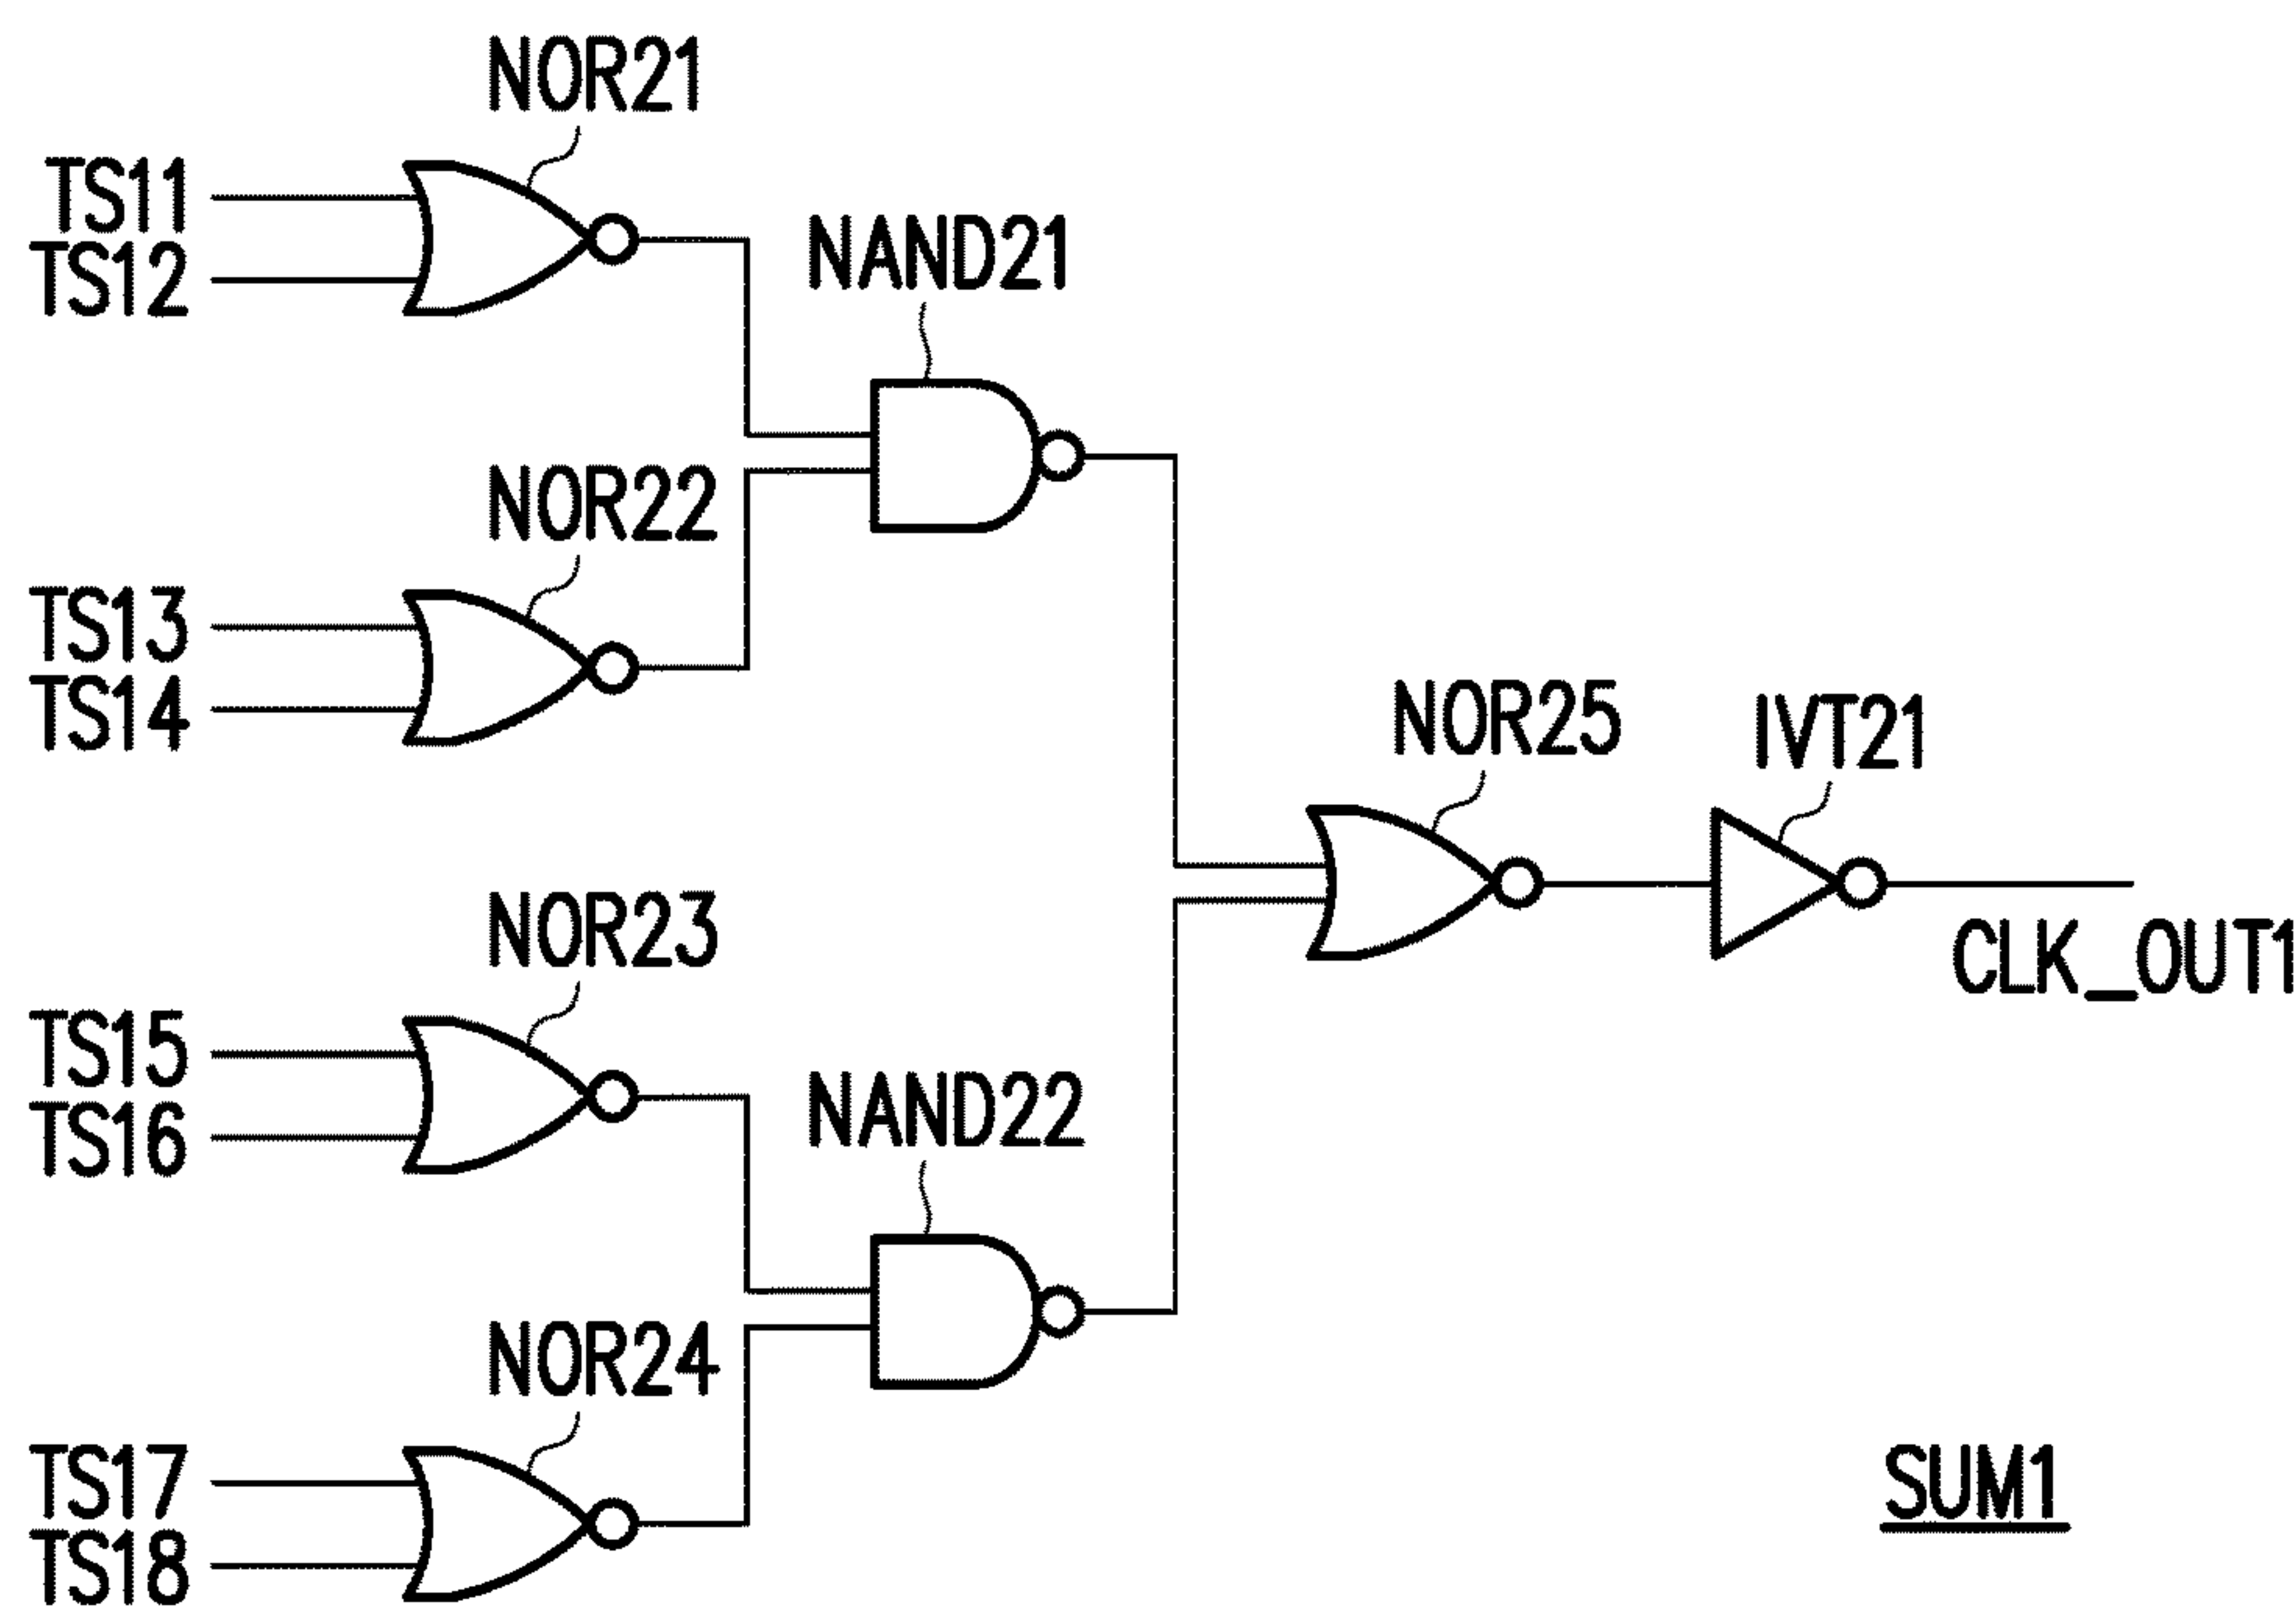 NOR21
TS11
TS12
NAND21
NOR22
TS13
TS14
NOR25
IVT21
CLK_OUT1
NOR23
TS15
TS16
NAND22
NOR24
TS17
TS18
SUM1